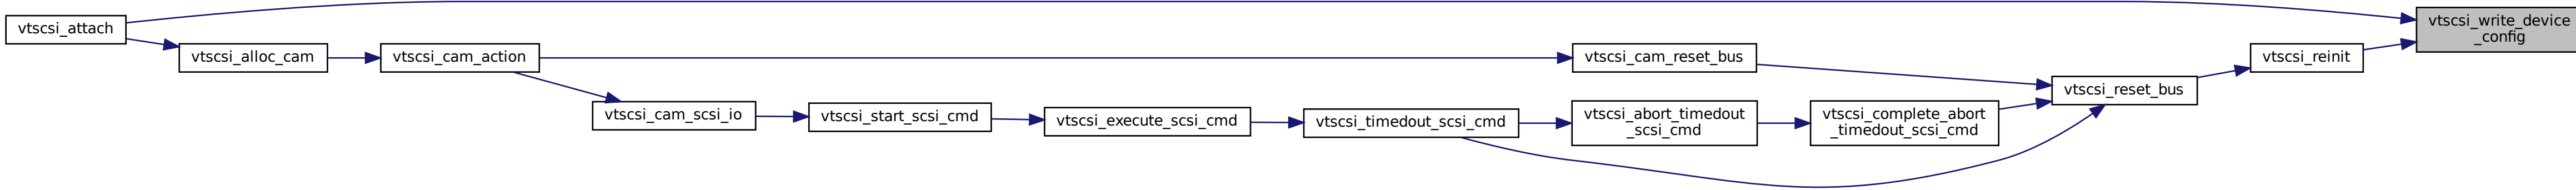 vtscsi_attach
vtscsi_alloc_cam
vtscsi_cam_action
vtscsi_cam_scsi_io
vtscsi_start_scsi_cmd
vtscsi_execute_scsi_cmd
vtscsi_timedout_scsi_cmd
vtscsi_cam_reset_bus
vtscsi_abort_timedout
_scsi_cmd
vtscsi_complete_abort
_timedout_scsi_cmd
vtscsi_reset_bus
vtscsi_reinit
vtscsi_write_device
_config